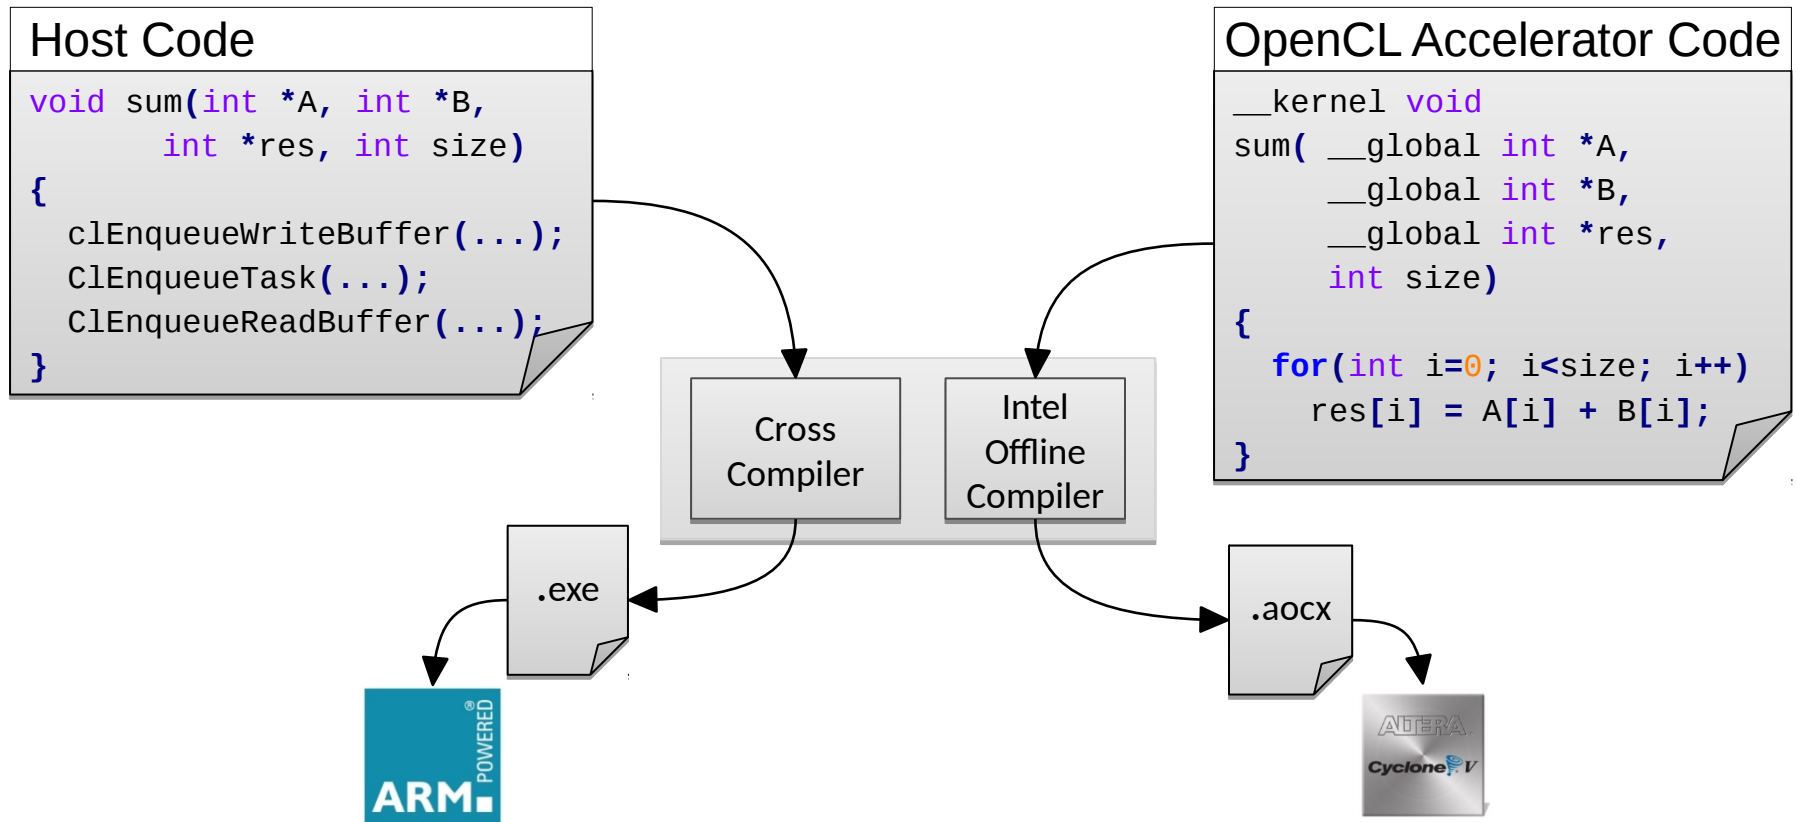 Host Code
void sum(int *A, int *B,
int *res, int size)
{
clEnqueueWriteBuffer(...);
ClEnqueueTask(...);
ClEnqueueReadBuffer(...);
}
OpenCL Accelerator Code
__kernel void
sum( __global int *A,
__global int *B,
__global int *res,
int size)
{
for(int i=0; i<size; i++)
res[i] = A[i] + B[i];
}
Cross
Compiler
Intel
Offline
Compiler
.exe
.aocx
ARM
POWERED
®
ALTERA
Cyclone V